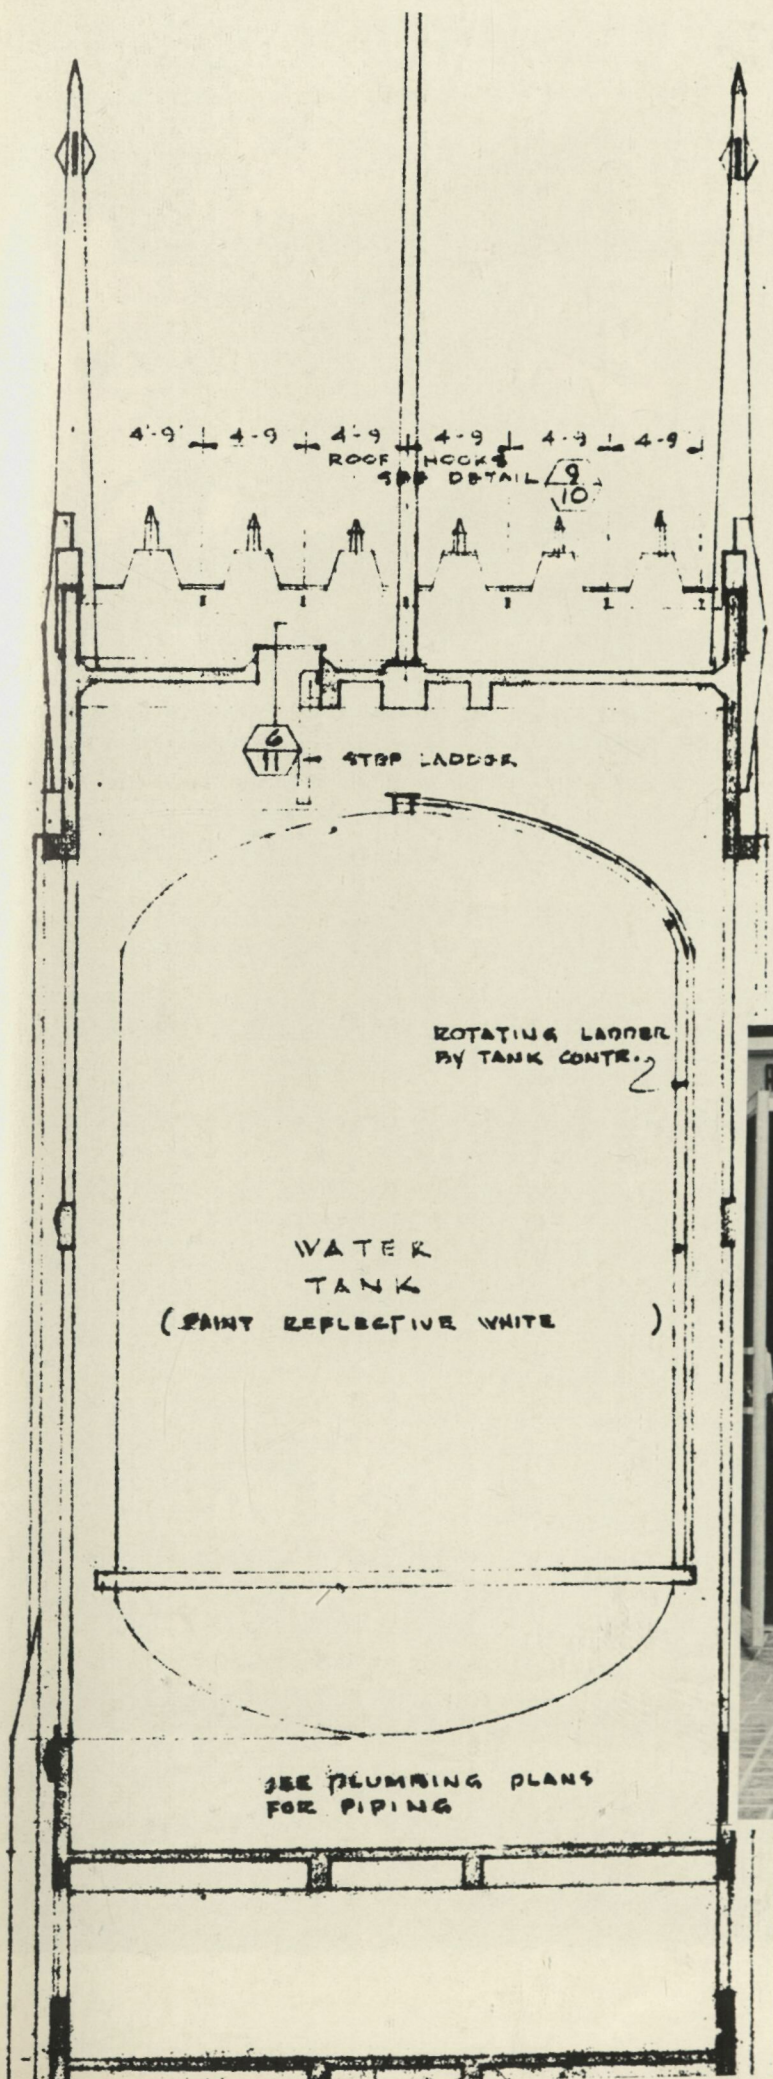 4'-9" 4-9 4'-9 4-9 4-9 4-9
ROOF HOOKS
SEE DETAIL 9
10
6
11
STEP LADDER
ROTATING LADDER
BY TANK CONTR.
WATER
TANK
(PAINT REFLECTIVE WHITE )
SEE PLUMBING PLANS
FOR PIPING